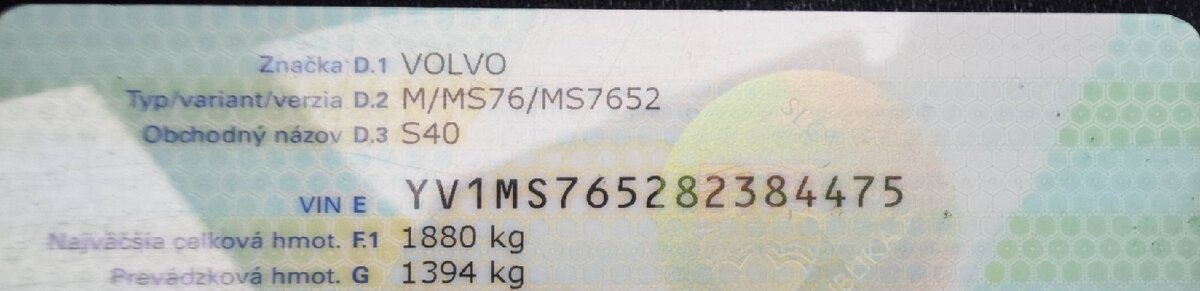 Značka D.1 VOLVO
Typ/variant/verzia D.2 M/MS76/MS7652
Obchodný názov D.3 S40
VIN E YV1MS765282384475
Najväčšia celková hmot. F.1 1880 kg
Prevádzková hmot. G 1394 kg